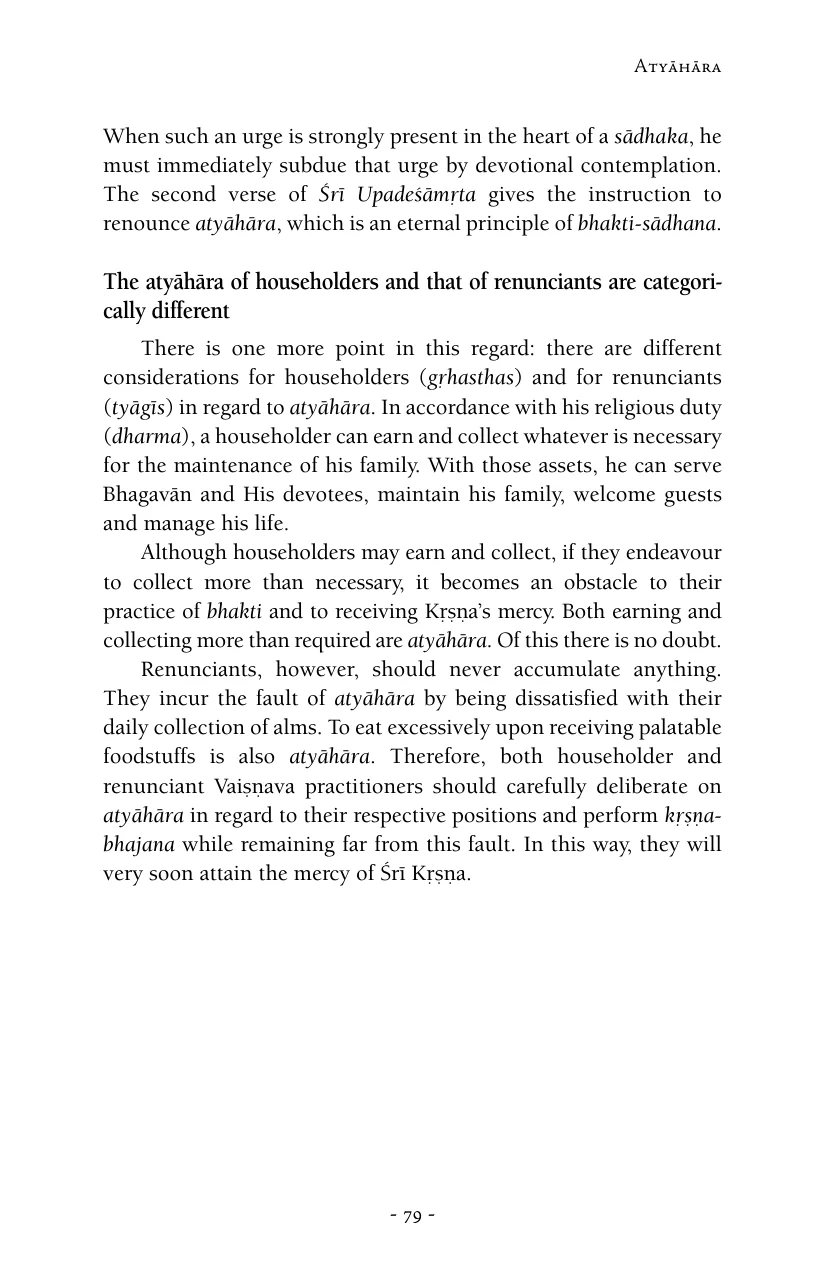 Atyāhāra
When such an urge is strongly present in the heart of a sādhaka, he
must immediately subdue that urge by devotional contemplation.
The second verse of Śrī Upadeśāmṛta gives the instruction to
renounce atyāhāra, which is an eternal principle of bhakti-sādhana.
The atyāhāra of householders and that of renunciants are categori-
cally different
There is one more point in this regard: there are different
considerations for householders (gṛhasthas) and for renunciants
(tyāgīs) in regard to atyāhāra. In accordance with his religious duty
(dharma), a householder can earn and collect whatever is necessary
for the maintenance of his family. With those assets, he can serve
Bhagavān and His devotees, maintain his family, welcome guests
and manage his life.
Although householders may earn and collect, if they endeavour
to collect more than necessary, it becomes an obstacle to their
practice of bhakti and to receiving Kṛṣṇa’s mercy. Both earning and
collecting more than required are atyāhāra. Of this there is no doubt.
Renunciants, however, should never accumulate anything.
They incur the fault of atyāhāra by being dissatisfied with their
daily collection of alms. To eat excessively upon receiving palatable
foodstuffs is also atyāhāra. Therefore, both householder and
renunciant Vaiṣṇava practitioners should carefully deliberate on
atyāhāra in regard to their respective positions and perform kṛṣṇa-
bhajana while remaining far from this fault. In this way, they will
very soon attain the mercy of Śrī Kṛṣṇa.
- 79 -